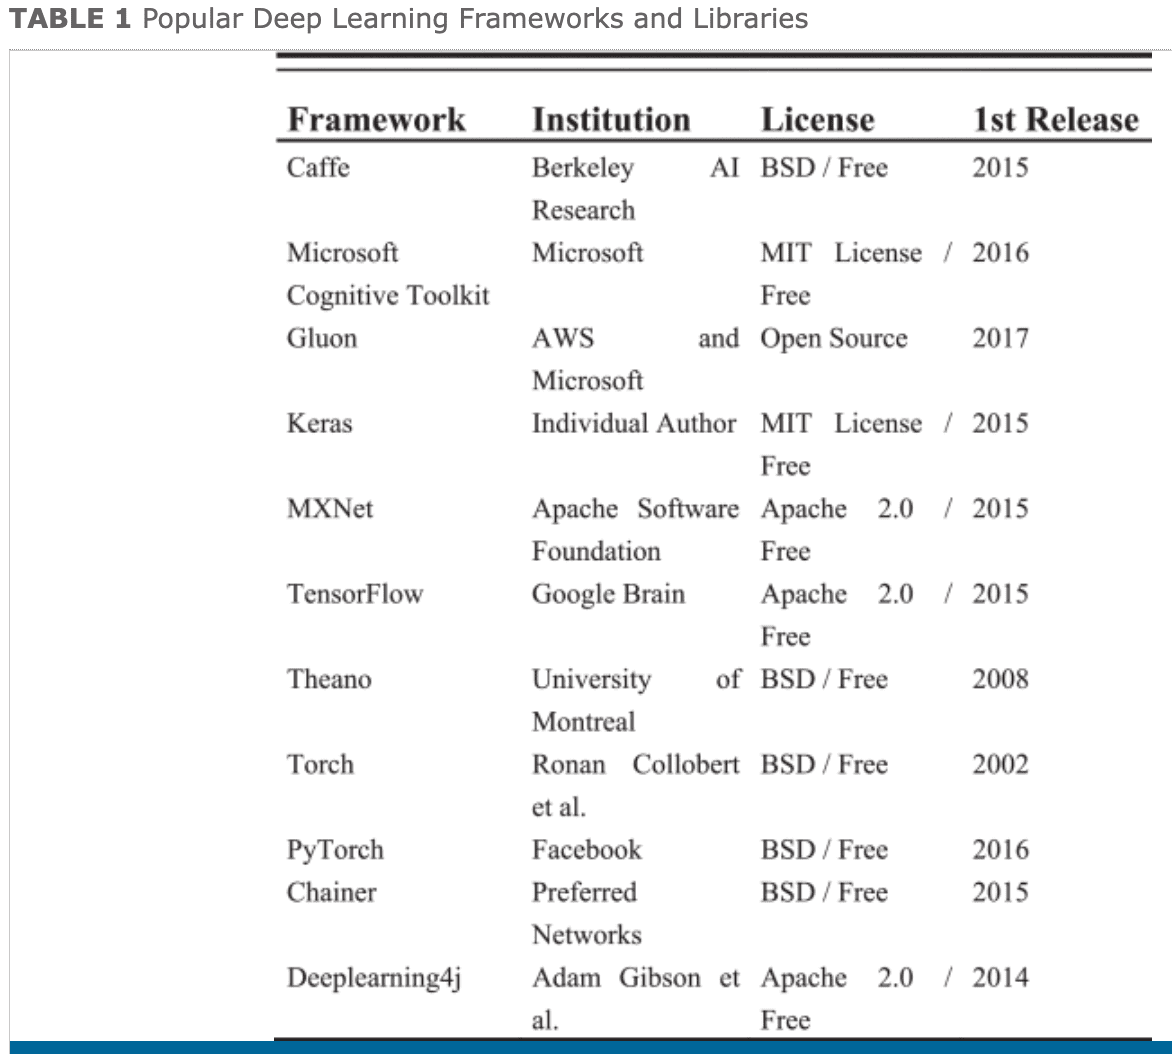 TABLE 1 Popular Deep Learning Frameworks and Libraries
Framework Institution License 1st Release
Caffe Berkeley AI BSD / Free 2015
Research
Microsoft Microsoft MIT License / 2016
Cognitive Toolkit Free
Gluon AWS and Open Source 2017
Microsoft
Keras Individual Author MIT License / 2015
Free
MXNet Apache Software Apache 2.0 / 2015
Foundation Free
TensorFlow Google Brain Apache 2.0 / 2015
Free
Theano University of BSD / Free 2008
Montreal
Torch Ronan Collobert BSD / Free 2002
et al.
PyTorch Facebook BSD / Free 2016
Chainer Preferred BSD / Free 2015
Networks
Deeplearning4j Adam Gibson et Apache 2.0 / 2014
al. Free